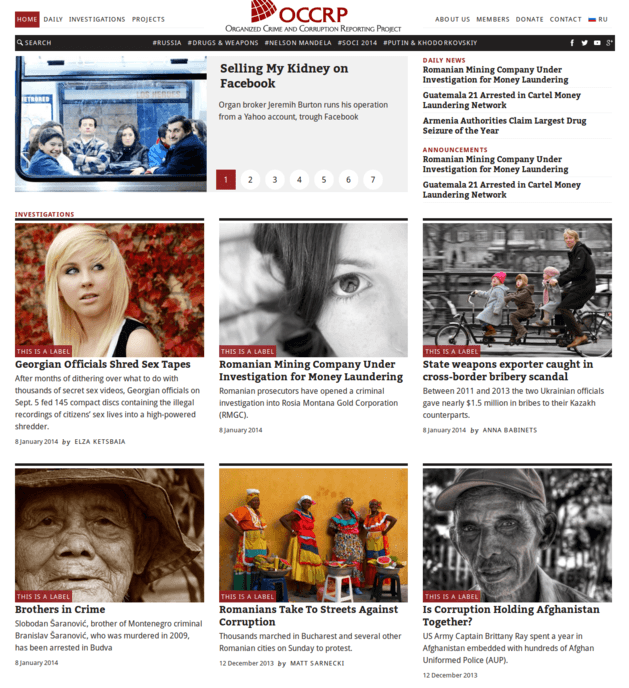 HOME DAILY INVESTIGATIONS PROJECTS
OCCRP
ORGANIZED CRIME AND CORRUPTION REPORTING PROJECT
ABOUT US MEMBERS DONATE CONTACT RU
SEARCH
#RUSSIA #DRUGS & WEAPONS #NELSON MANDELA #SOCI 2014 #PUTIN & KHODORKOVSKIY
Selling My Kidney on
Facebook
Organ broker Jeremih Burton runs his operation
from a Yahoo account, trough Facebook
1 2 3 4 5 6 7
DAILY NEWS
Romanian Mining Company Under
Investigation for Money Laundering
Guatemala 21 Arrested in Cartel Money
Laundering Network
Armenia Authorities Claim Largest Drug
Seizure of the Year
ANNOUNCEMENTS
Romanian Mining Company Under
Investigation for Money Laundering
Guatemala 21 Arrested in Cartel Money
Laundering Network
INVESTIGATIONS
THIS IS A LABEL
Georgian Officials Shred Sex Tapes
After months of dithering over what to do with
thousands of secret sex videos, Georgian officials on
Sept. 5 fed 145 compact discs containing the illegal
recordings of citizens' sex lives into a high-powered
shredder.
8 January 2014 by ELZA KETSBAIA
THIS IS A LABEL
Romanian Mining Company Under
Investigation for Money Laundering
Romanian prosecutors have opened a criminal
investigation into Rosia Montana Gold Corporation
(RMGC).
8 January 2014
THIS IS A LABEL
State weapons exporter caught in
cross-border bribery scandal
Between 2011 and 2013 the two Ukrainian officials
gave nearly $1.5 million in bribes to their Kazakh
counterparts.
8 January 2014 by ANNA BABINETS
THIS IS A LABEL
Brothers in Crime
Slobodan Šaranović, brother of Montenegro criminal
Branislav Šaranović, who was murdered in 2009,
has been arrested in Budva
8 January 2014
THIS IS A LABEL
Romanians Take To Streets Against
Corruption
Thousands marched in Bucharest and several other
Romanian cities on Sunday to protest.
12 December 2013 by MATT SARNECKI
THIS IS A LABEL
Is Corruption Holding Afghanistan
Together?
US Army Captain Brittany Ray spent a year in
Afghanistan embedded with hundreds of Afghan
Uniformed Police (AUP).
12 December 2013